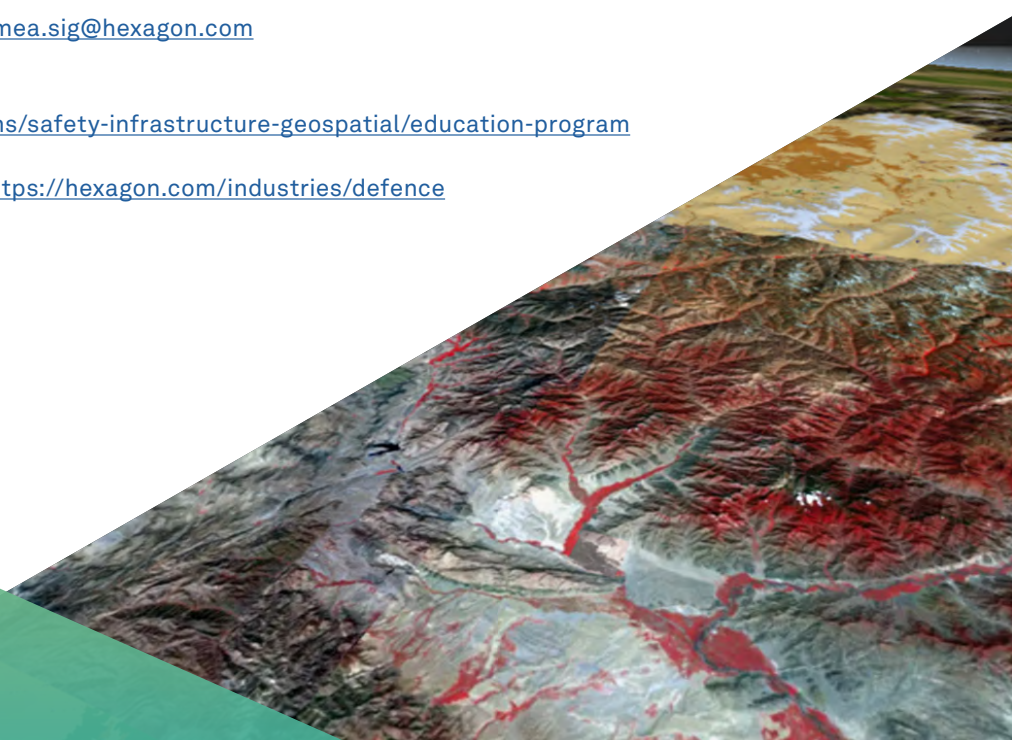 mea.sig@hexagon.com
ns/safety-infrastructure-geospatial/education-program
tps://hexagon.com/industries/defence